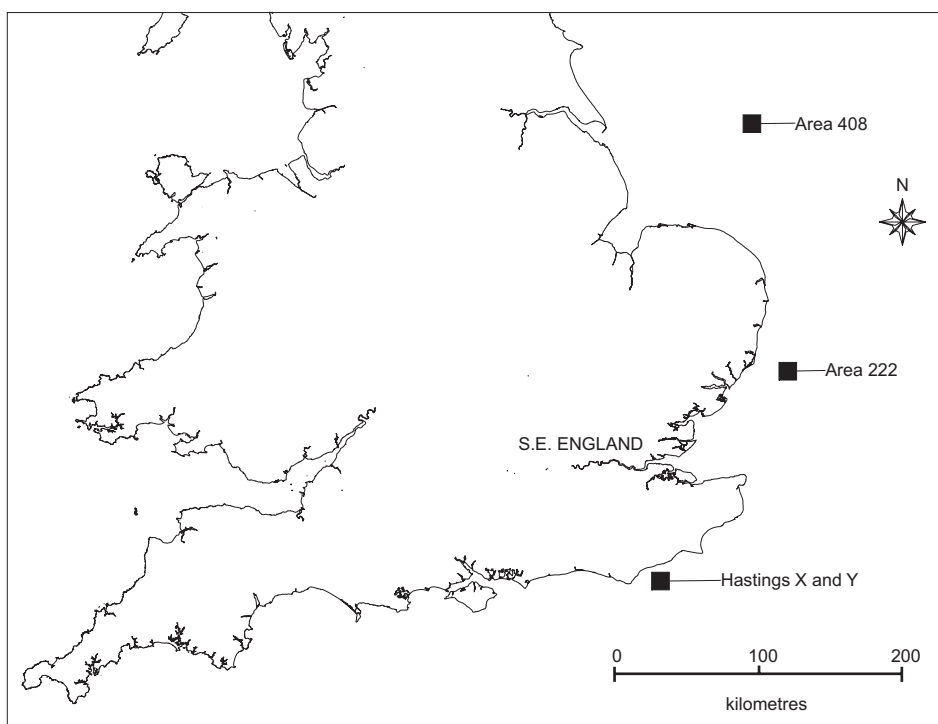 Area 408
N
Area 222
S.E. ENGLAND
Hastings X and Y
0 100 200
kilometres